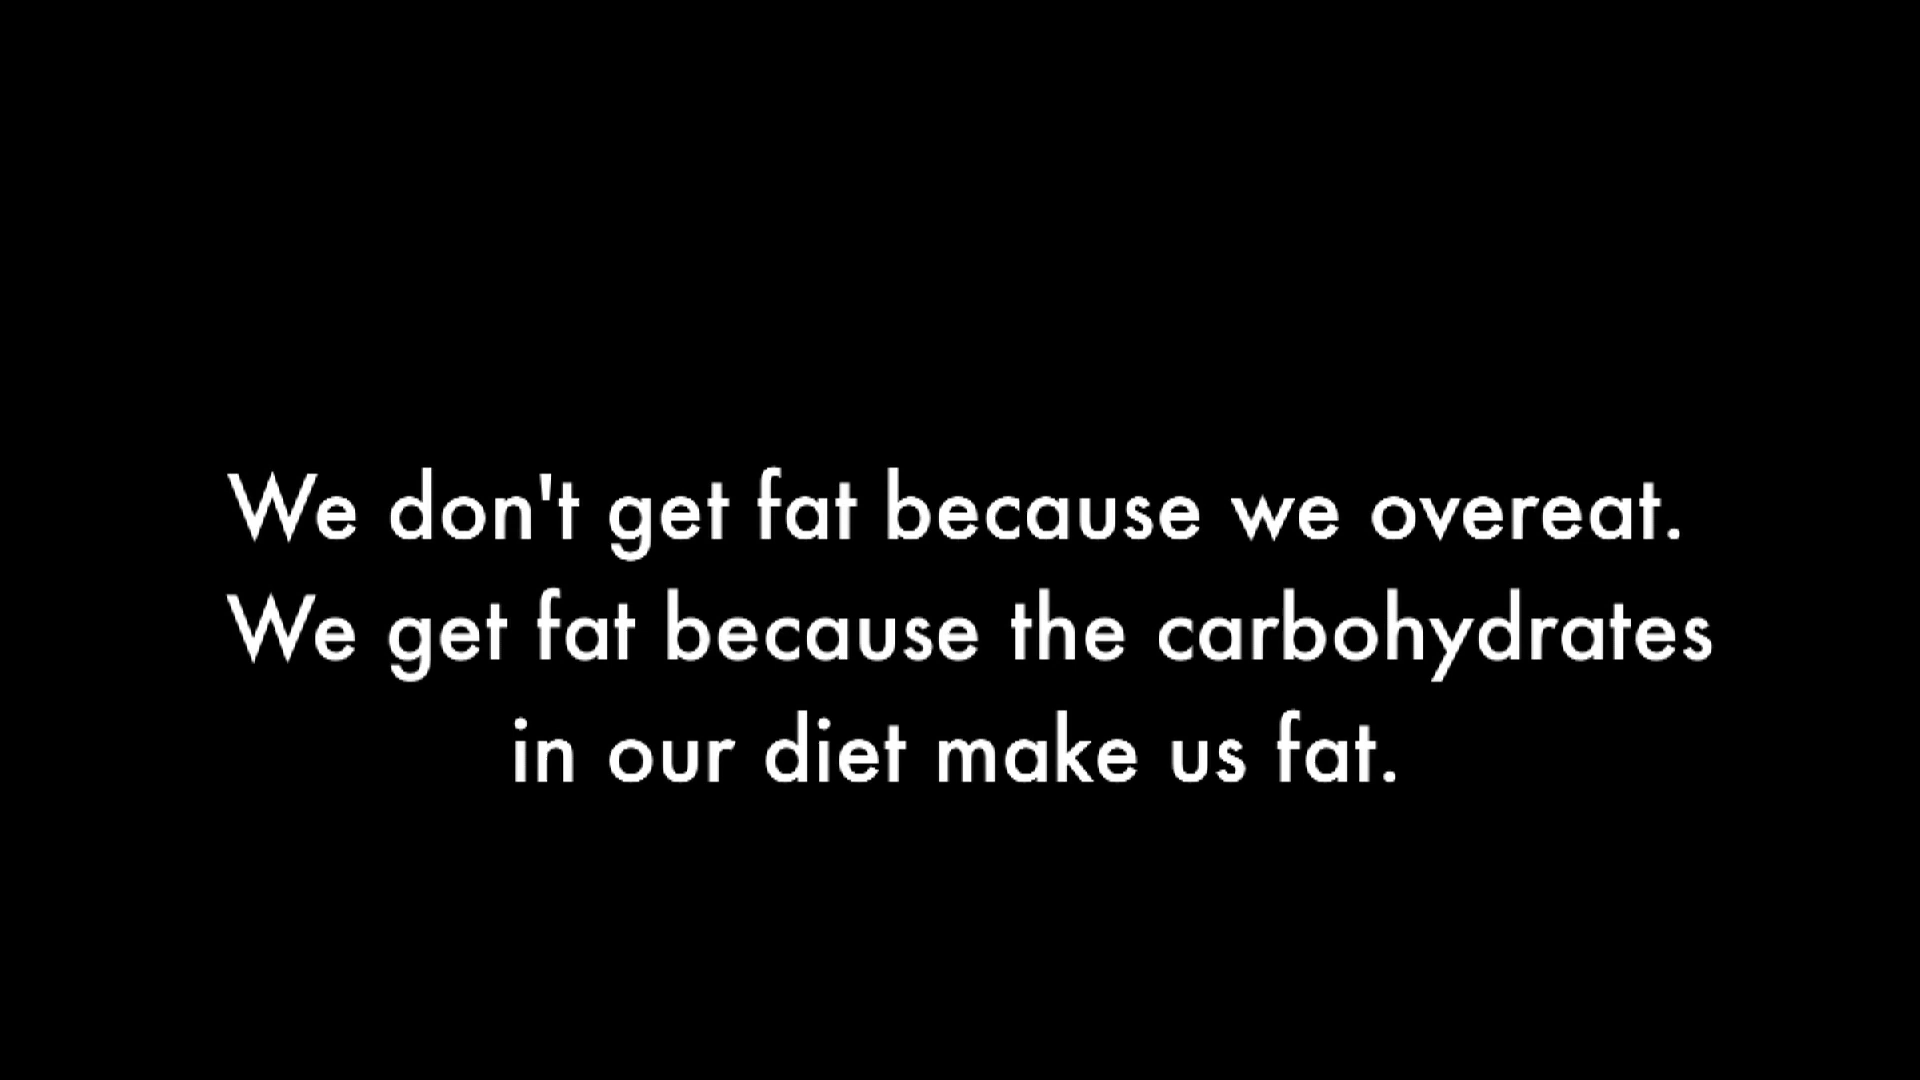 We don't get fat because we overeat.
We get fat because the carbohydrates
in our diet make us fat.